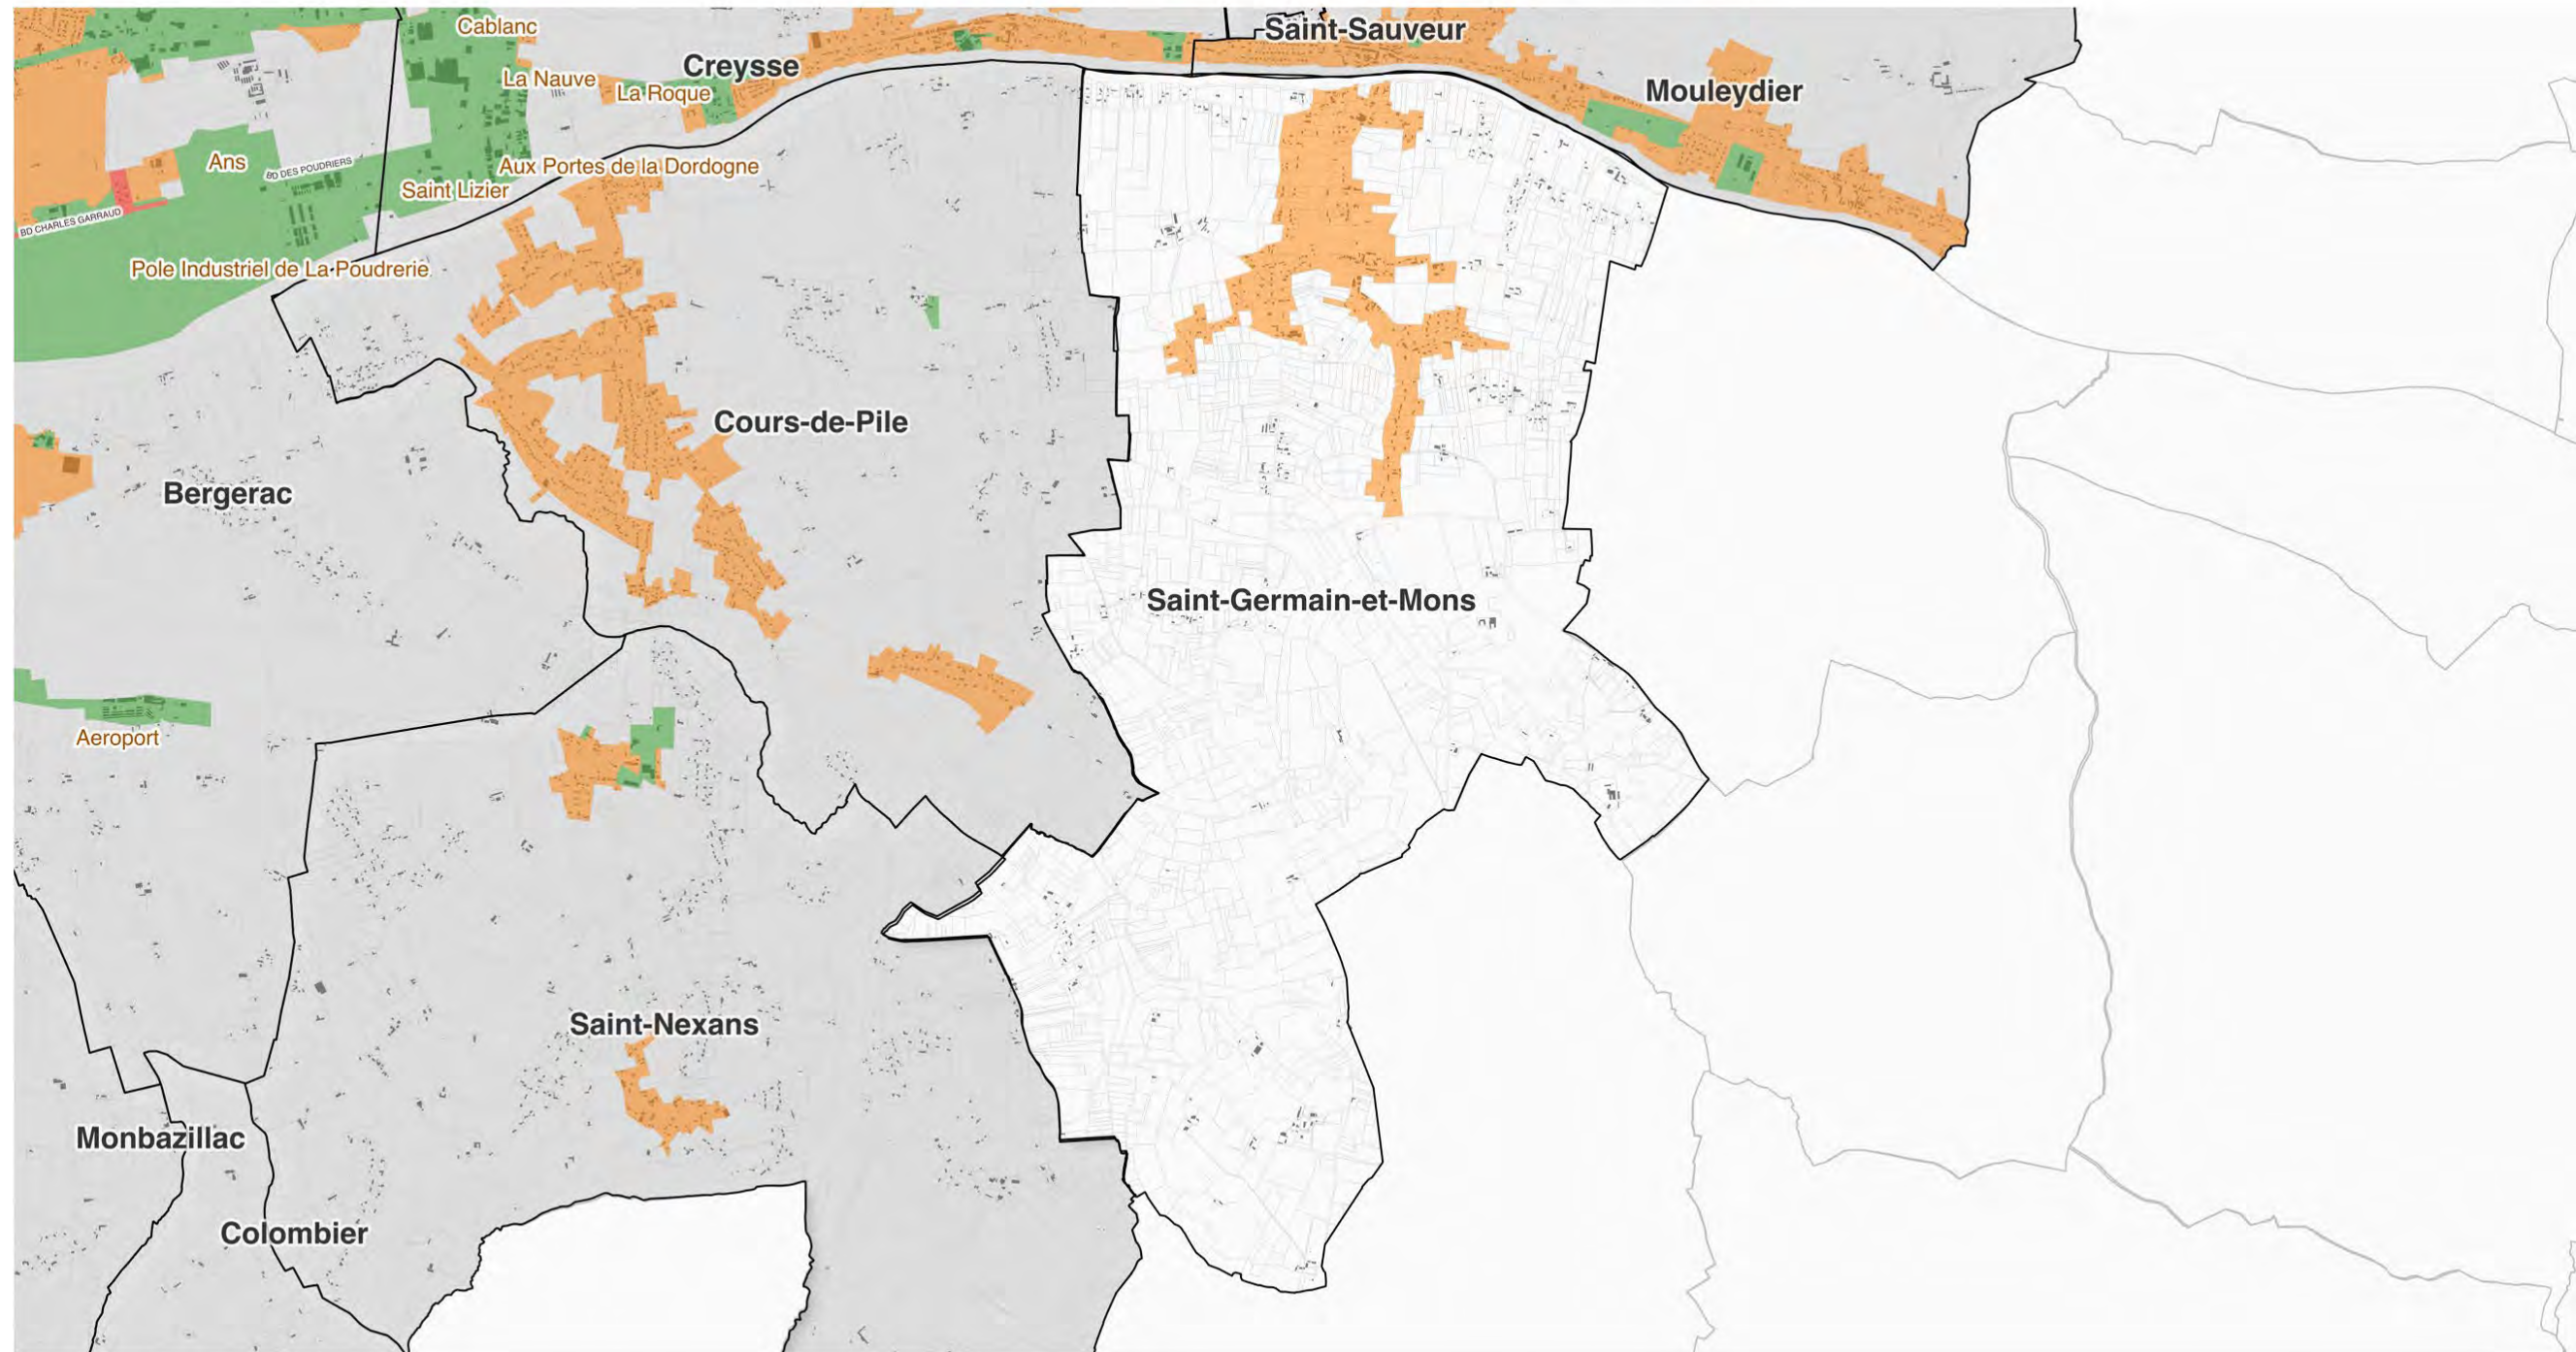 Cablanc
Saint-Sauveur
Creysse
La Nauve
La Roque
Mouleydier
Ans
BD DES POUDRIERS
Aux Portes de la Dordogne
Saint Lizier
BD CHARLES GARRAUD
Pole Industriel de La Poudrerie
Cours-de-Pile
Bergerac
Saint-Germain-et-Mons
Aeroport
Saint-Nexans
Monbazillac
Colombier